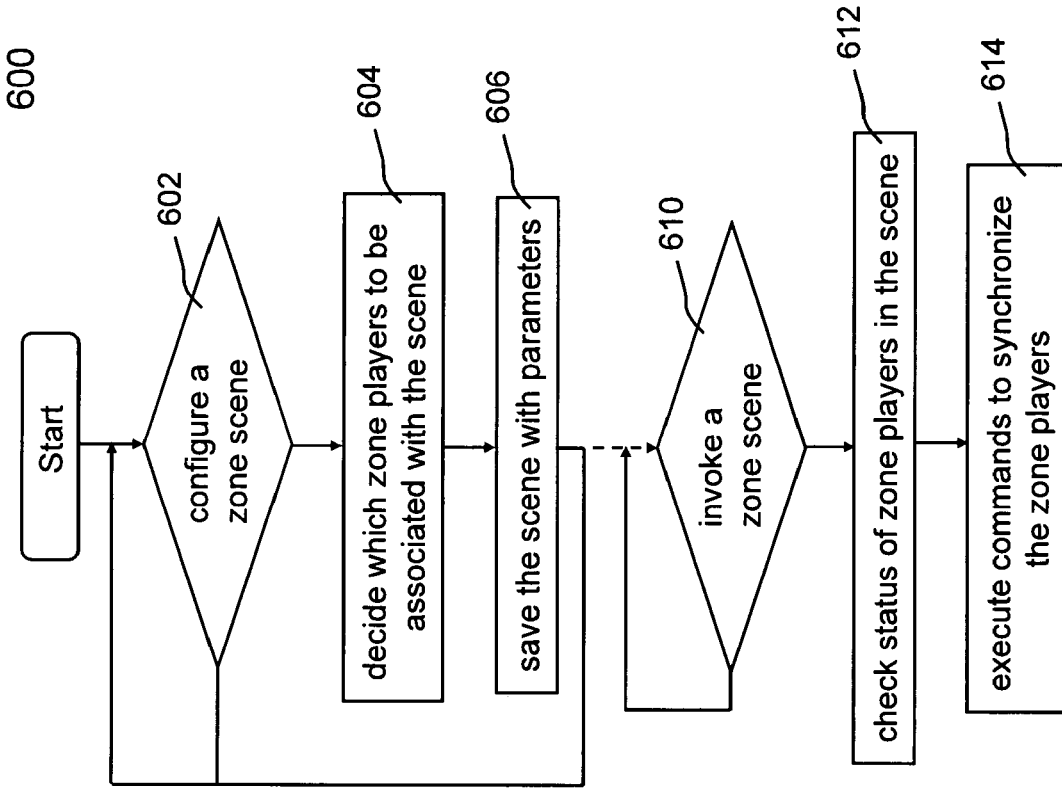 600
Start
602
configure a
zone scene
604
decide which zone players to be
associated with the scene
606
save the scene with parameters
610
invoke a
zone scene
612
check status of zone players in the scene
614
execute commands to synchronize
the zone players